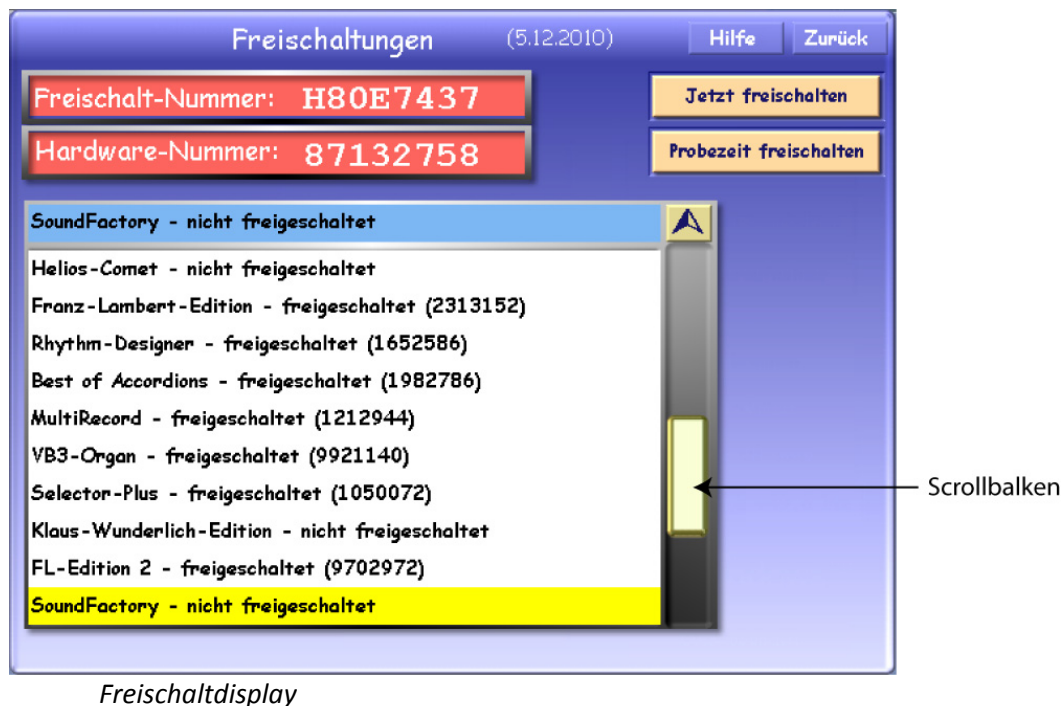 Freischaltungen (5.12.2010) Hilfe Zurück
Freischalt-Nummer: H80E7437 Jetzt freischalten
Hardware-Nummer: 87132758 Probezeit freischalten
SoundFactory - nicht freigeschaltet
Helios-Comet - nicht freigeschaltet
Franz-Lambert-Edition - freigeschaltet (2313152)
Rhythm-Designer - freigeschaltet (1652586)
Best of Accordions - freigeschaltet (1982786)
MultiRecord - freigeschaltet (1212944)
VB3-Organ - freigeschaltet (9921140)
Selector-Plus - freigeschaltet (1050072)
Scrollbalken
Klaus-Wunderlich-Edition - nicht freigeschaltet
FL-Edition 2 - freigeschaltet (9702972)
SoundFactory - nicht freigeschaltet
Freischaltdisplay